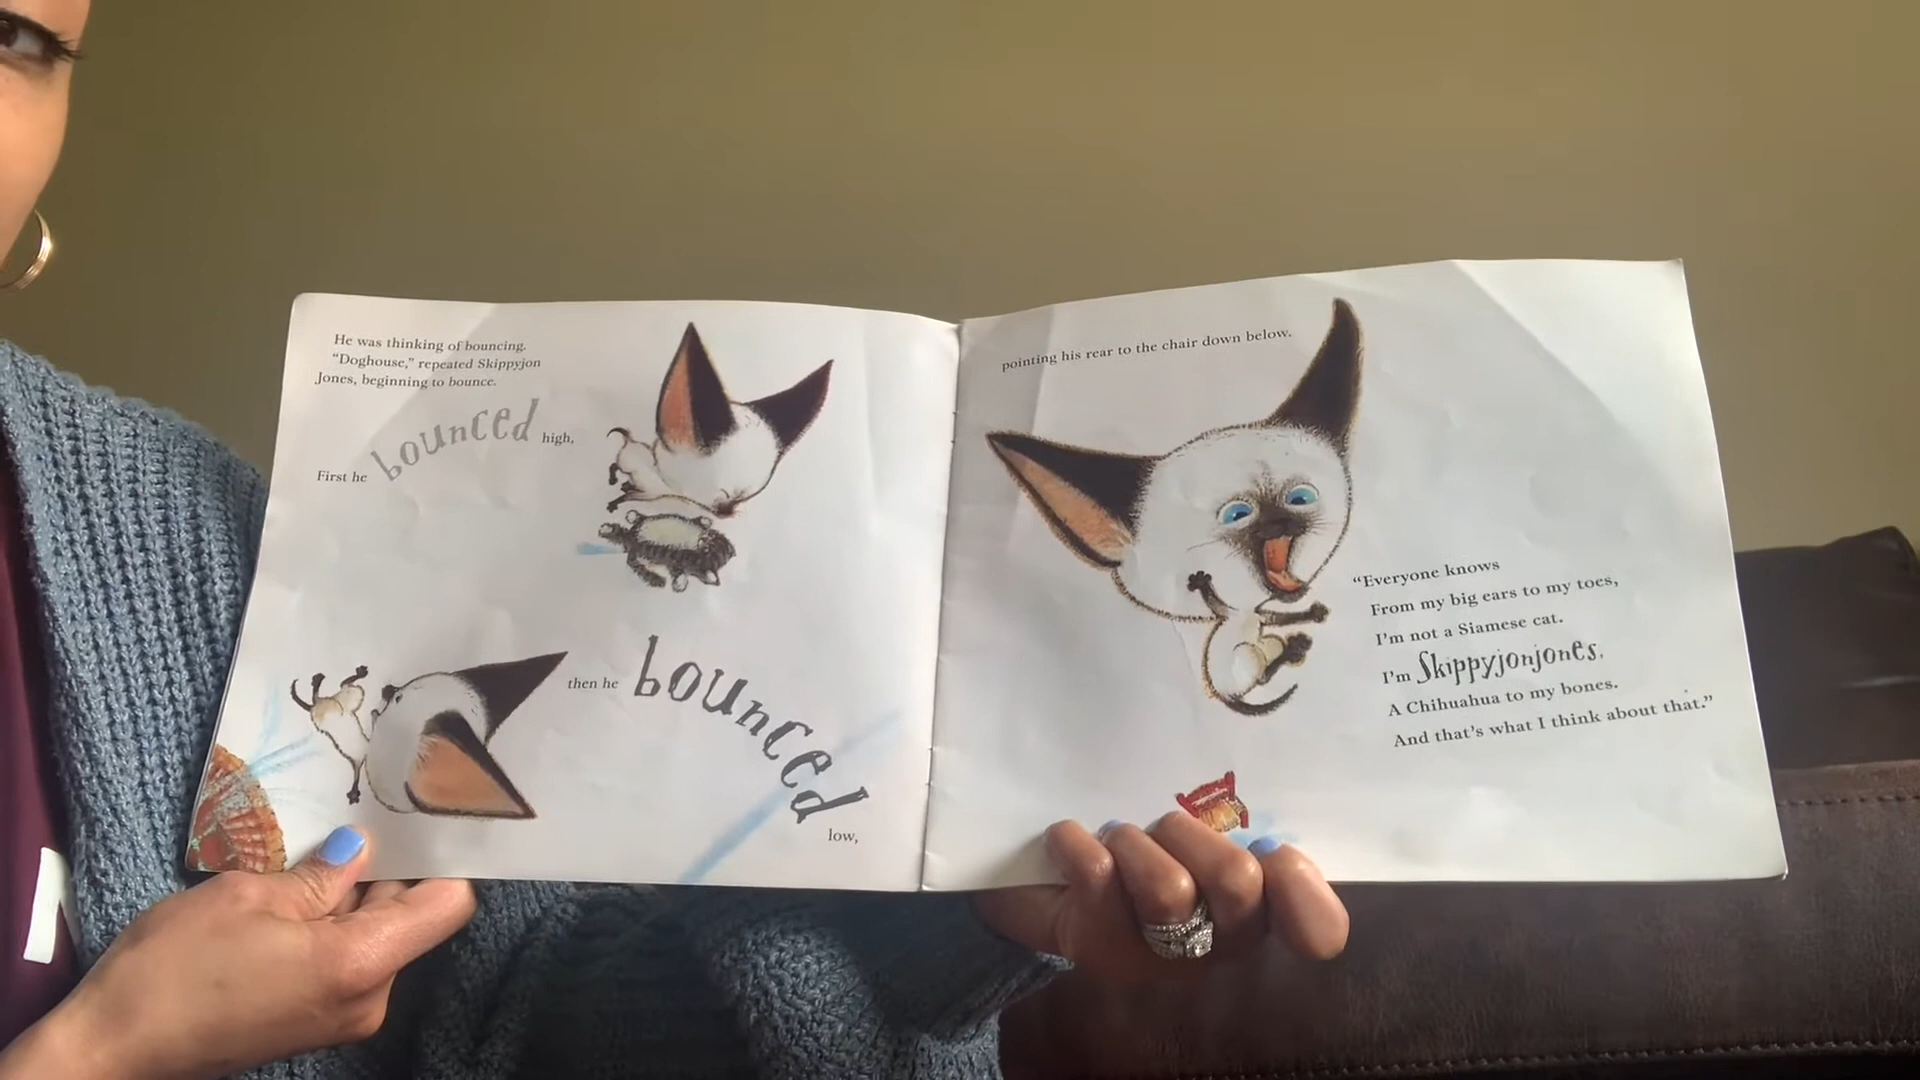 He was thinking of bouncing.
"Doghouse," repeated Skippyjon
Jones, beginning to bounce.
First he bounced high,
then he bounced low,
pointing his rear to the chair down below.
"Everyone knows
From my big ears to my toes,
I'm not a Siamese cat.
I'm Skippyjonjones,
A Chihuahua to my bones.
And that's what I think about that."